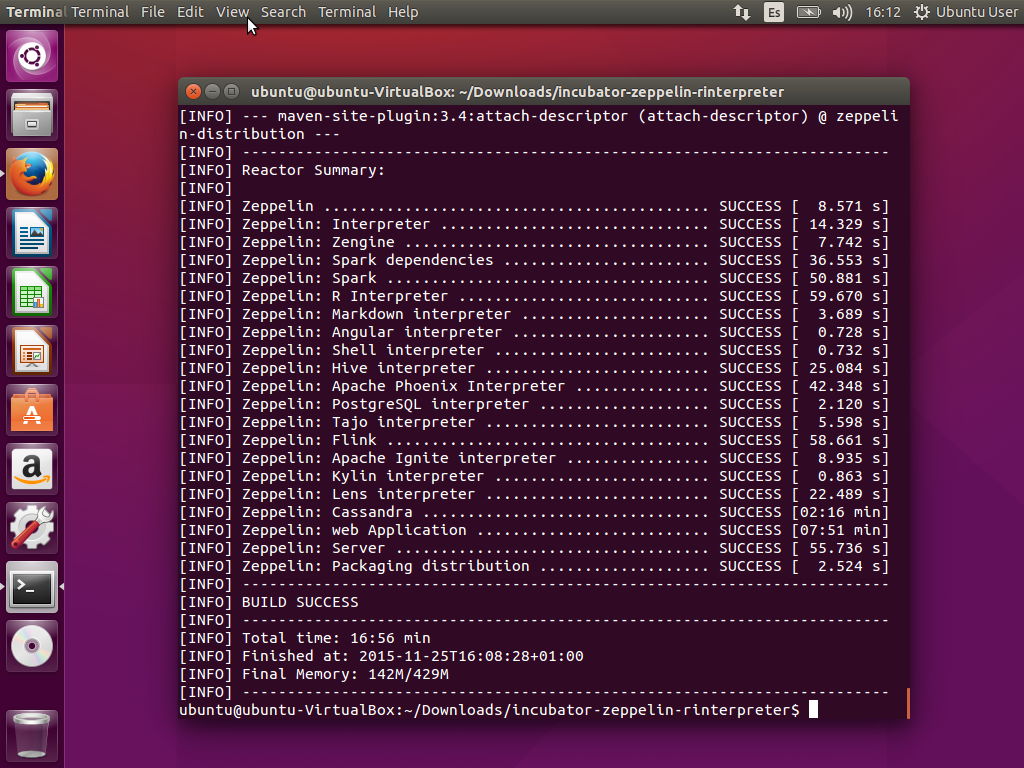 Terminal Terminal File Edit View Search Terminal Help Es 16:12 Ubuntu User
ubuntu@ubuntu-VirtualBox: ~/Downloads/incubator-zeppelin-rinterpreter
[INFO] --- maven-site-plugin:3.4:attach-descriptor (attach-descriptor) @ zeppeli
n-distribution ---
[INFO] ------------------------------------------------------------------------
[INFO] Reactor Summary:
[INFO]
[INFO] Zeppelin ........................................... SUCCESS [  8.571 s]
[INFO] Zeppelin: Interpreter .............................. SUCCESS [ 14.329 s]
[INFO] Zeppelin: Zengine .................................. SUCCESS [  7.742 s]
[INFO] Zeppelin: Spark dependencies ....................... SUCCESS [ 36.553 s]
[INFO] Zeppelin: Spark .................................... SUCCESS [ 50.881 s]
[INFO] Zeppelin: R Interpreter ............................ SUCCESS [ 59.670 s]
[INFO] Zeppelin: Markdown interpreter ..................... SUCCESS [  3.689 s]
[INFO] Zeppelin: Angular interpreter ...................... SUCCESS [  0.728 s]
[INFO] Zeppelin: Shell interpreter ........................ SUCCESS [  0.732 s]
[INFO] Zeppelin: Hive interpreter ......................... SUCCESS [ 25.084 s]
[INFO] Zeppelin: Apache Phoenix Interpreter ............... SUCCESS [ 42.348 s]
[INFO] Zeppelin: PostgreSQL interpreter ................... SUCCESS [  2.120 s]
[INFO] Zeppelin: Tajo interpreter ......................... SUCCESS [  5.598 s]
[INFO] Zeppelin: Flink .................................... SUCCESS [ 58.661 s]
[INFO] Zeppelin: Apache Ignite interpreter ................ SUCCESS [  8.935 s]
[INFO] Zeppelin: Kylin interpreter ........................ SUCCESS [  0.863 s]
[INFO] Zeppelin: Lens interpreter ......................... SUCCESS [ 22.489 s]
[INFO] Zeppelin: Cassandra ................................ SUCCESS [02:16 min]
[INFO] Zeppelin: web Application .......................... SUCCESS [07:51 min]
[INFO] Zeppelin: Server ................................... SUCCESS [ 55.736 s]
[INFO] Zeppelin: Packaging distribution ................... SUCCESS [  2.524 s]
[INFO] ------------------------------------------------------------------------
[INFO] BUILD SUCCESS
[INFO] ------------------------------------------------------------------------
[INFO] Total time: 16:56 min
[INFO] Finished at: 2015-11-25T16:08:28+01:00
[INFO] Final Memory: 142M/429M
[INFO] ------------------------------------------------------------------------
ubuntu@ubuntu-VirtualBox:~/Downloads/incubator-zeppelin-rinterpreter$